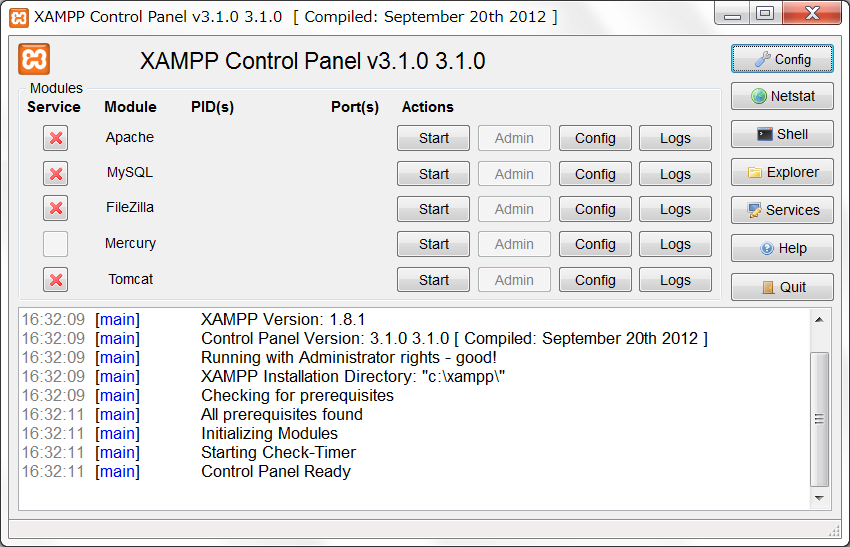 XAMPP Control Panel v3.1.0 3.1.0 [ Compiled: September 20th 2012 ]
XAMPP Control Panel v3.1.0 3.1.0
Config
Modules
Netstat
Service Module PID(s) Port(s) Actions
Apache Start Admin Config Logs
Shell
MySQL Start Admin Config Logs
Explorer
FileZilla Start Admin Config Logs
Services
Mercury Start Admin Config Logs
Help
Tomcat Start Admin Config Logs
Quit
16:32:09 [main] XAMPP Version: 1.8.1
16:32:09 [main] Control Panel Version: 3.1.0 3.1.0 [ Compiled: September 20th 2012 ]
16:32:09 [main] Running with Administrator rights - good!
16:32:09 [main] XAMPP Installation Directory: "c:\xampp\"
16:32:09 [main] Checking for prerequisites
16:32:11 [main] All prerequisites found
16:32:11 [main] Initializing Modules
16:32:11 [main] Starting Check-Timer
16:32:11 [main] Control Panel Ready